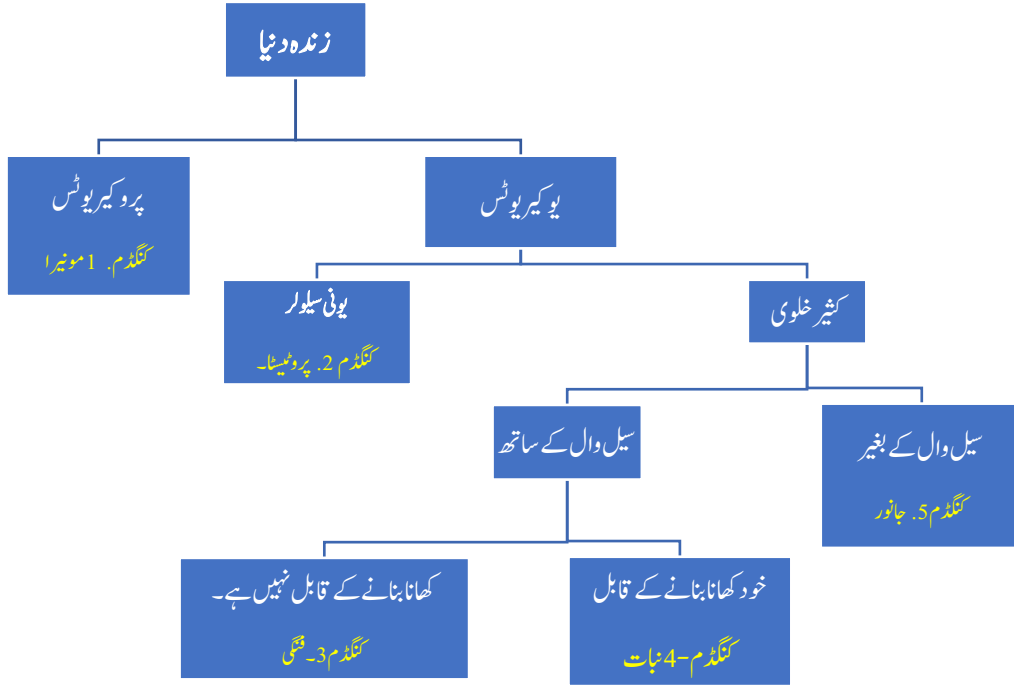 زندہ دنیا
پروکیریوٹس
کنگڈم. 1 مونیرا
یوکیریوٹس
یونی سیلولر
کنگڈم 2. پروٹیسٹا۔
کثیر خلوی
سیل وال کے ساتھ
سیل وال کے بغیر
کنگڈم 5. جانور
کھانا بنانے کے قابل نہیں ہے۔
کنگڈم 3۔ فنگی
خود کھانا بنانے کے قابل
کنگڈم -4 نبات